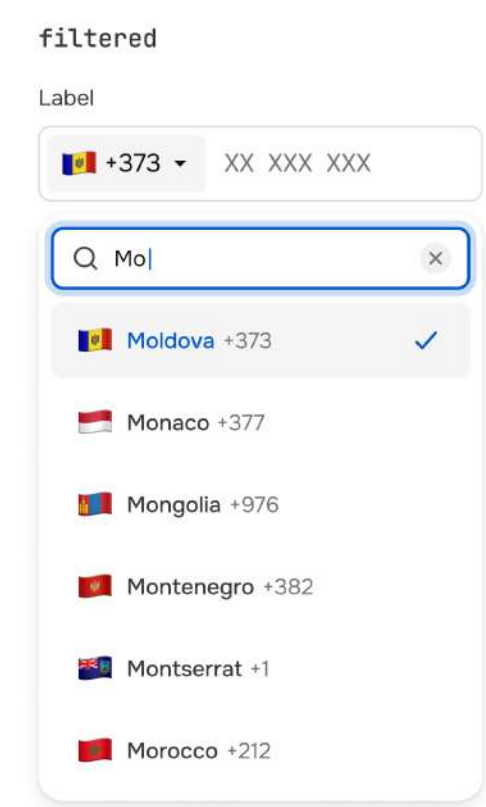 filtered
Label
+373 XX XXX XXX
Mo
Moldova +373
Monaco +377
Mongolia +976
Montenegro +382
Montserrat +1
Morocco +212